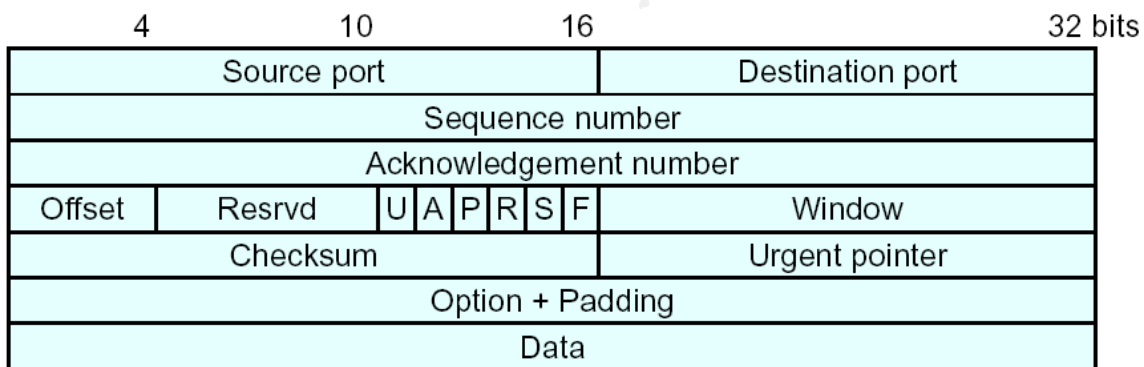 4 10 16 32 bits
Source port Destination port
Sequence number
Acknowledgement number
Offset Resrvd U A P R S F Window
Checksum Urgent pointer
Option + Padding
Data